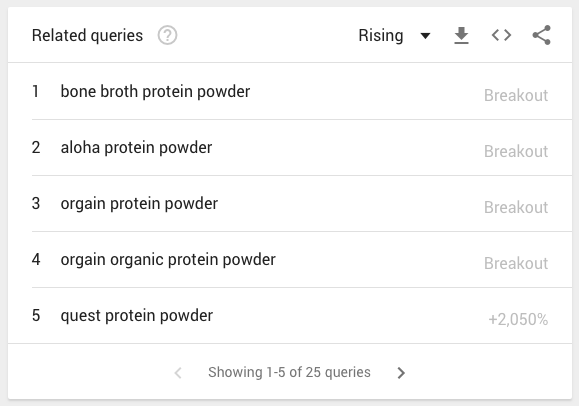 Related queries ? Rising
1 bone broth protein powder Breakout
2 aloha protein powder Breakout
3 orgain protein powder Breakout
4 orgain organic protein powder Breakout
5 quest protein powder +2,050%
Showing 1-5 of 25 queries